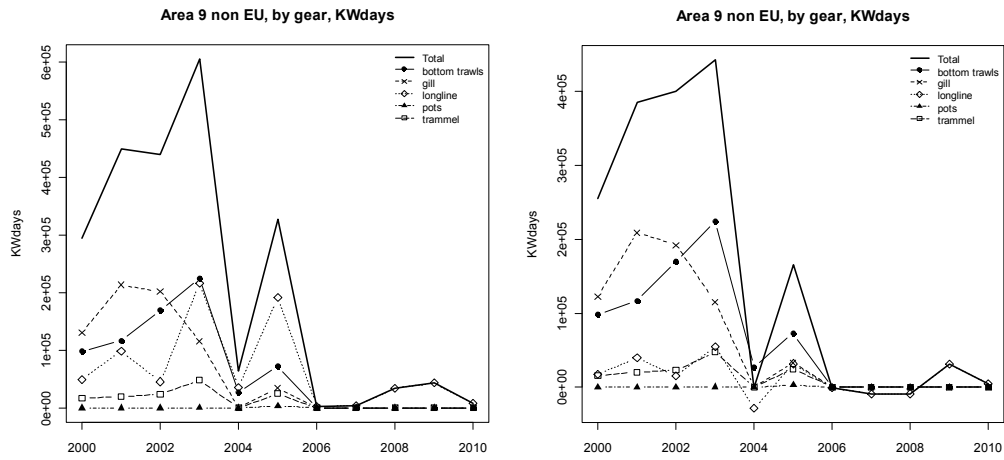 Area 9 non EU, by gear, KWdays
Total
bottom trawls
gill
longline
pots
trammel
KWdays
0e+00 1e+05 2e+05 3e+05 4e+05 5e+05 6e+05
2000 2002 2004 2006 2008 2010
Area 9 non EU, by gear, KWdays
Total
bottom trawls
gill
longline
pots
trammel
KWdays
0e+00 1e+05 2e+05 3e+05 4e+05
2000 2002 2004 2006 2008 2010